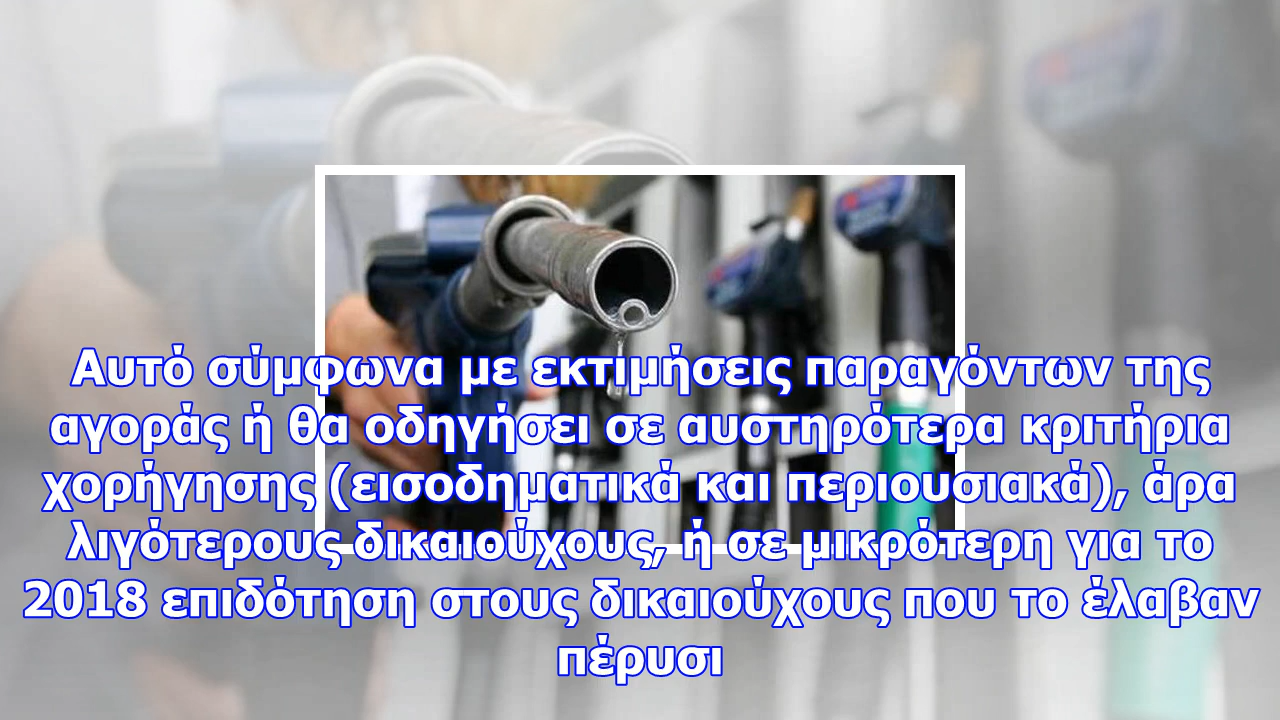 Αυτό σύμφωνα με εκτιμήσεις παραγόντων της
αγοράς ή θα οδηγήσει σε αυστηρότερα κριτήρια
χορήγησης (εισοδηματικά και περιουσιακά), άρα
λιγότερους δικαιούχους, ή σε μικρότερη για το
2018 επιδότηση στους δικαιούχους που το έλαβαν
πέρυσι